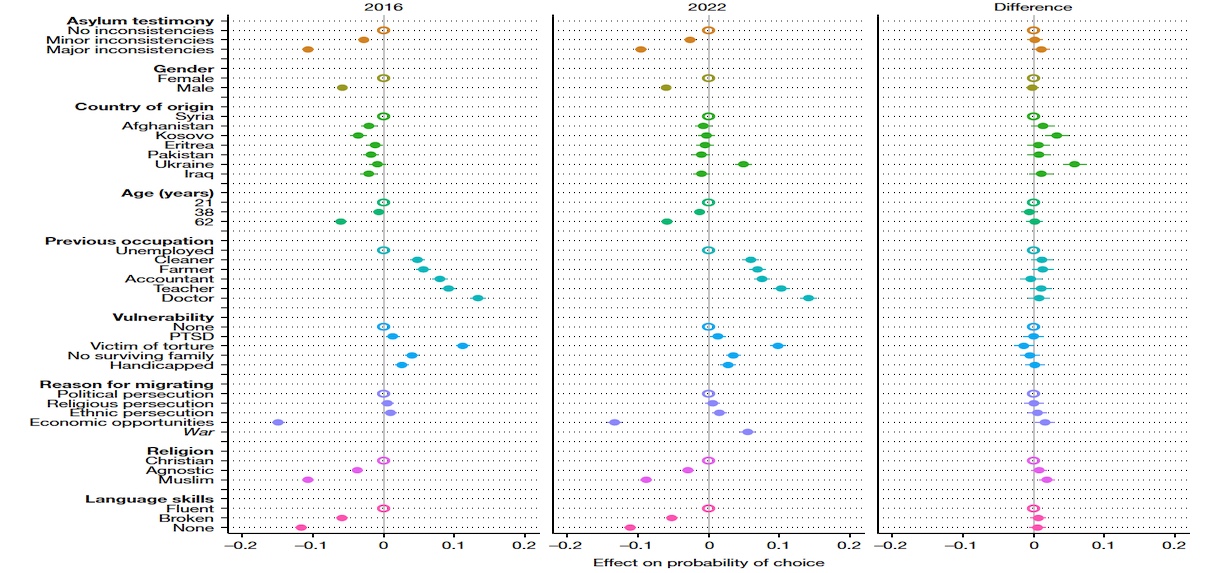 2016 2022 Difference
Asylum testimony
No inconsistencies
Minor inconsistencies
Major inconsistencies
Gender
Female
Male
Country of origin
Syria
Afghanistan
Kosovo
Eritrea
Pakistan
Ukraine
Iraq
Age (years)
21
38
62
Previous occupation
Unemployed
Cleaner
Farmer
Accountant
Teacher
Doctor
Vulnerability
None
PTSD
Victim of torture
No surviving family
Handicapped
Reason for migrating
Political persecution
Religious persecution
Ethnic persecution
Economic opportunities
War
Religion
Christian
Agnostic
Muslim
Language skills
Fluent
Broken
None
−0.2 −0.1 0 0.1 0.2 −0.2 −0.1 0 0.1 0.2 −0.2 −0.1 0 0.1 0.2
Effect on probability of choice